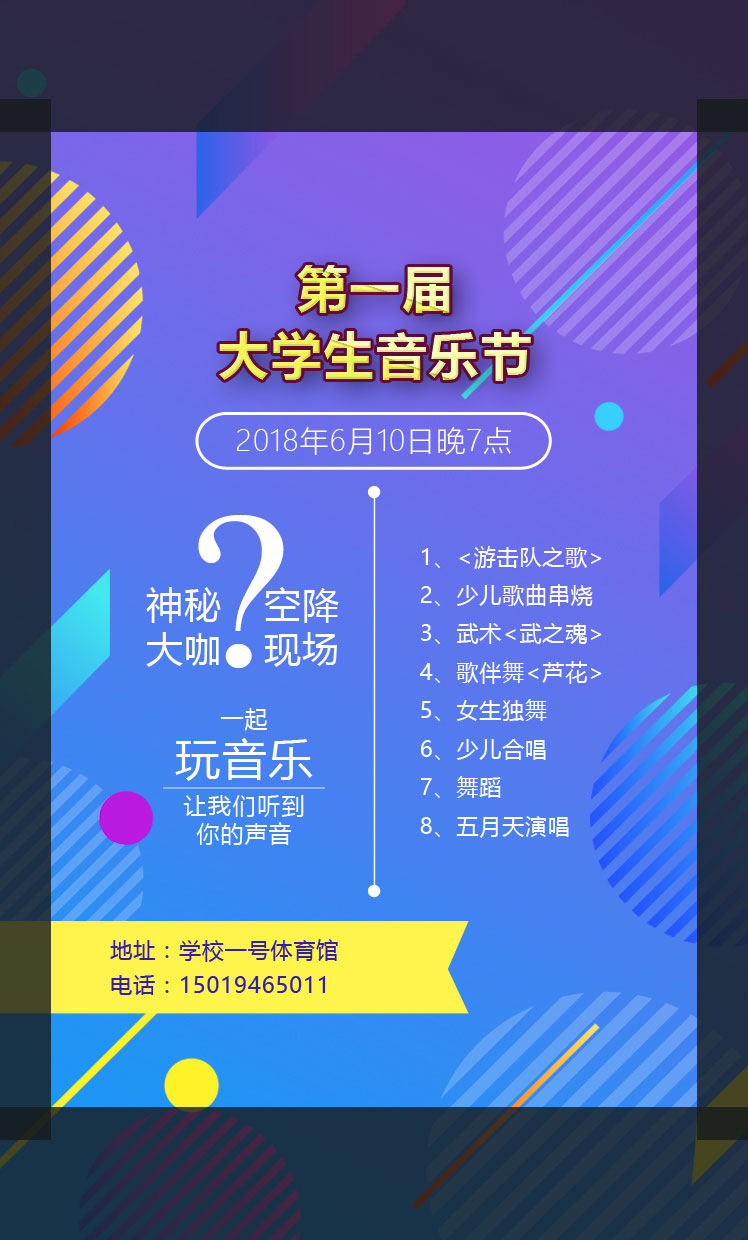 第一届
大学生音乐节
2018年6月10日晚7点
神秘?空降
大咖 现场
一起
玩音乐
让我们听到
你的声音
1、<游击队之歌>
2、少儿歌曲串烧
3、武术<武之魂>
4、歌伴舞<芦花>
5、女生独舞
6、少儿合唱
7、舞蹈
8、五月天演唱
地址：学校一号体育馆
电话：15019465011